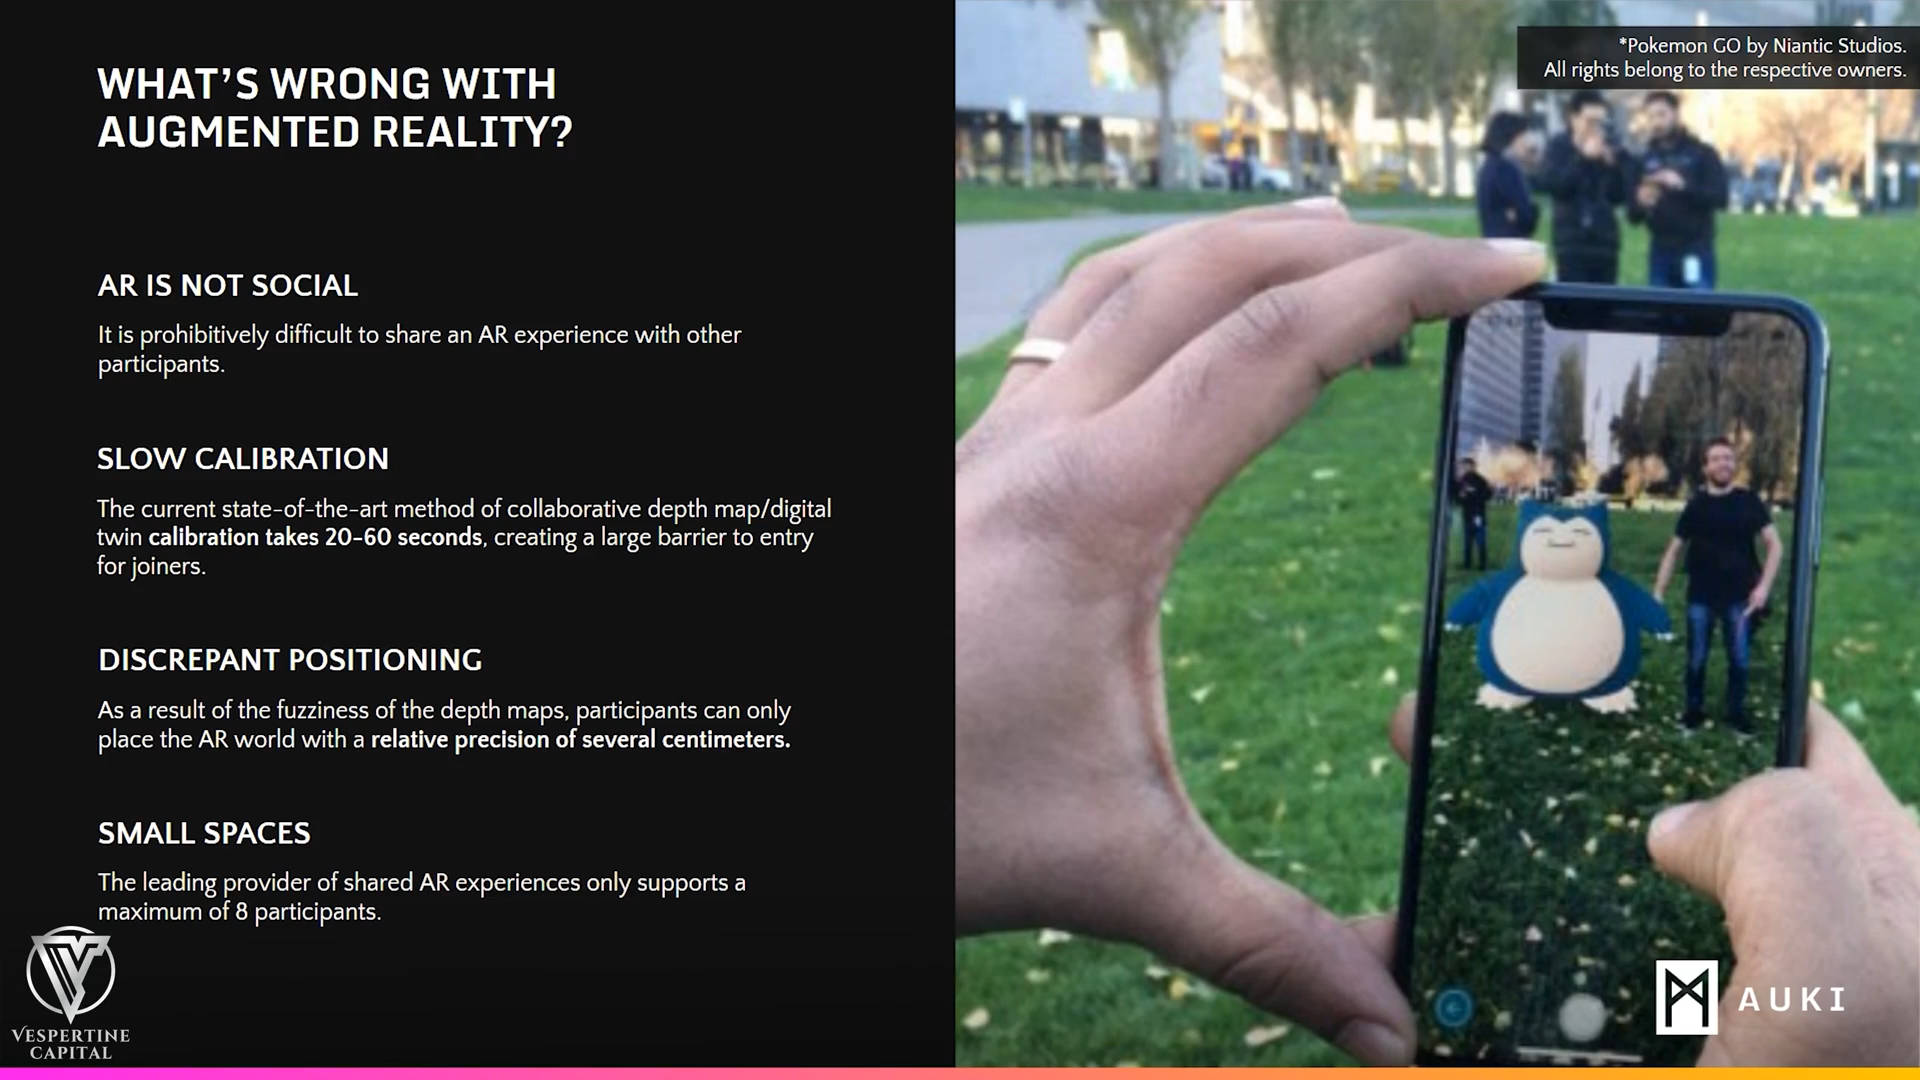 WHAT'S WRONG WITH
AUGMENTED REALITY?
AR IS NOT SOCIAL
It is prohibitively difficult to share an AR experience with other
participants.
SLOW CALIBRATION
The current state-of-the-art method of collaborative depth map/digital
twin calibration takes 20-60 seconds, creating a large barrier to entry
for joiners.
DISCREPANT POSITIONING
As a result of the fuzziness of the depth maps, participants can only
place the AR world with a relative precision of several centimeters.
SMALL SPACES
The leading provider of shared AR experiences only supports a
maximum of 8 participants.
VESPERTINE
CAPITAL
*Pokemon GO by Niantic Studios.
All rights belong to the respective owners.
AUKI